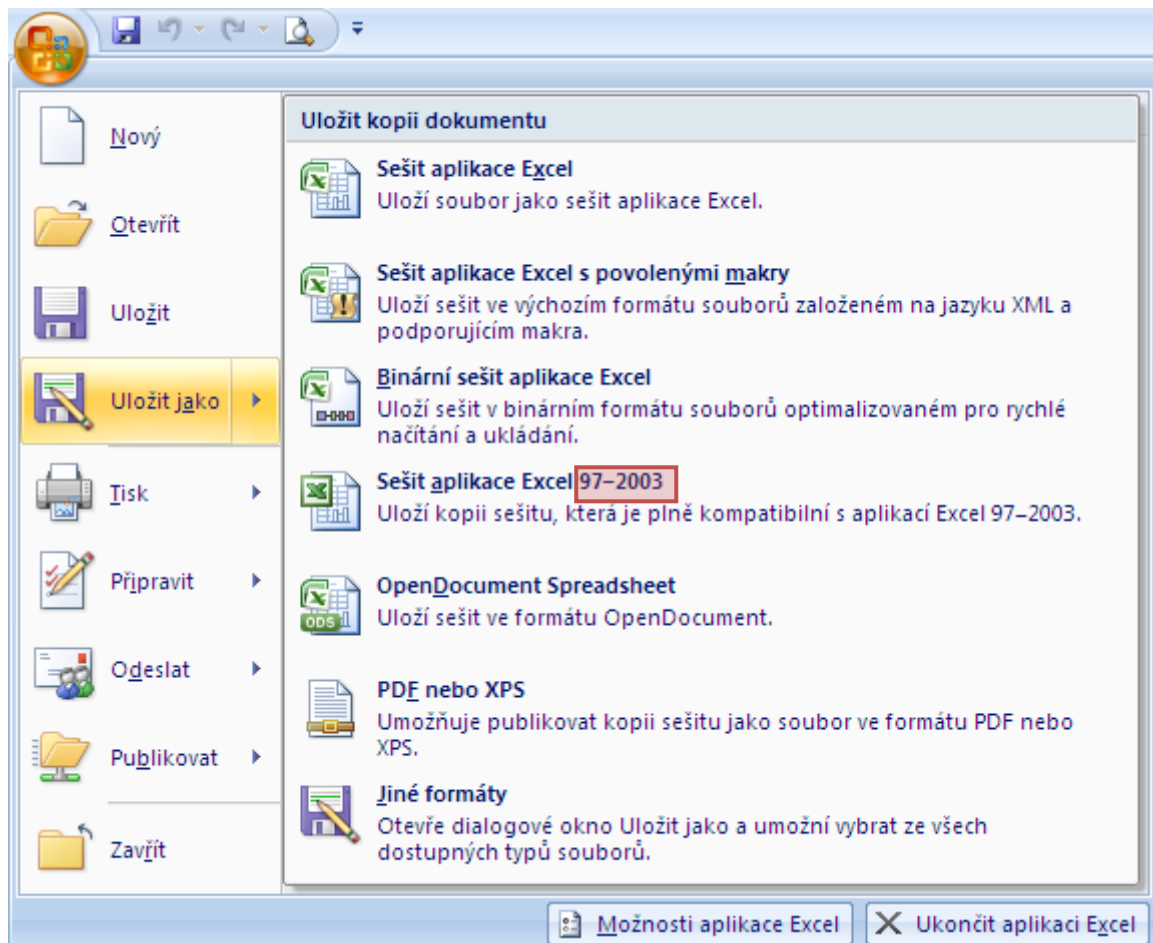 Nový
Otevřít
Uložit
Uložit jako
Tisk
Připravit
Odeslat
Publikovat
Zavřít
Uložit kopii dokumentu
Sešit aplikace Excel
Uloží soubor jako sešit aplikace Excel.
Sešit aplikace Excel s povolenými makry
Uloží sešit ve výchozím formátu souborů založeném na jazyku XML a
podporujícím makra.
Binární sešit aplikace Excel
Uloží sešit v binárním formátu souborů optimalizovaném pro rychlé
načítání a ukládání.
Sešit aplikace Excel 97–2003
Uloží kopii sešitu, která je plně kompatibilní s aplikací Excel 97–2003.
OpenDocument Spreadsheet
ODS
Uloží sešit ve formátu OpenDocument.
PDF nebo XPS
Umožňuje publikovat kopii sešitu jako soubor ve formátu PDF nebo
XPS.
Jiné formáty
Otevře dialogové okno Uložit jako a umožní vybrat ze všech
dostupných typů souborů.
Možnosti aplikace Excel
Ukončit aplikaci Excel